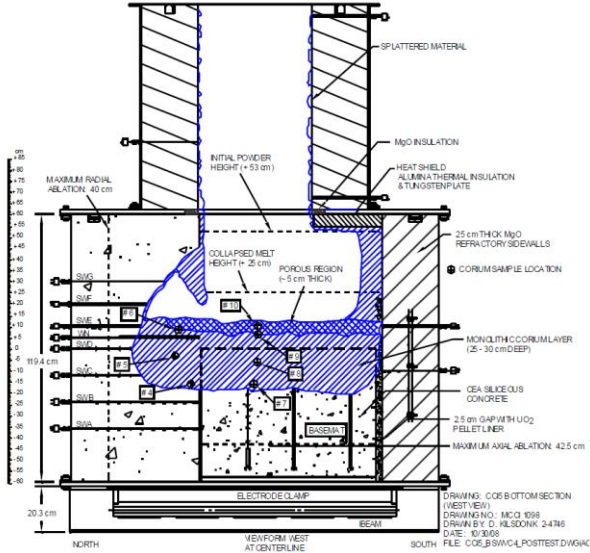 cm
+85
+80
+75
+70
+65
+60
+55
+50
+45
+40
+35
+30
+25
+20
+15
+10
+5
0
-5
-10
-15
-20
-25
-30
-35
-40
-45
-50
-55
-60
119.4 cm
20.3 cm
MAXIMUM RADIAL
ABLATION: 40 cm
INITIAL POWDER
HEIGHT (+ 53 cm)
COLLAPSED MELT
HEIGHT (+ 25 cm)
POROUS REGION
(~ 5 cm THICK)
SPLATTERED MATERIAL
MgO INSULATION
HEAT SHIELD
ALUMINA THERMAL INSULATION
& TUNGSTEN PLATE
25 cm THICK MgO
REFRACTORY SIDEWALLS
CORIUM SAMPLE LOCATION
MONOLITHIC CORIUM LAYER
(25 - 30 cm DEEP)
CEA SILICEOUS
CONCRETE
2.5 cm GAP WITH UO2
PELLET LINER
MAXIMUM AXIAL ABLATION: 42.5 cm
SWG
SWF
SWE
SWD
SWC
SWB
SWA
#6
#10
#5
#9
#8
#4
#7
BASEMAT
ELECTRODE CLAMP
IBEAM
NORTH
VIEW FORM WEST
AT CENTERLINE
SOUTH
DRAWING: CCI5 BOTTOM SECTION
(WEST VIEW)
DRAWING NO.: MCCI 1098
DRAWN BY: D. KILSDONK 2-4746
DATE: 10/30/08